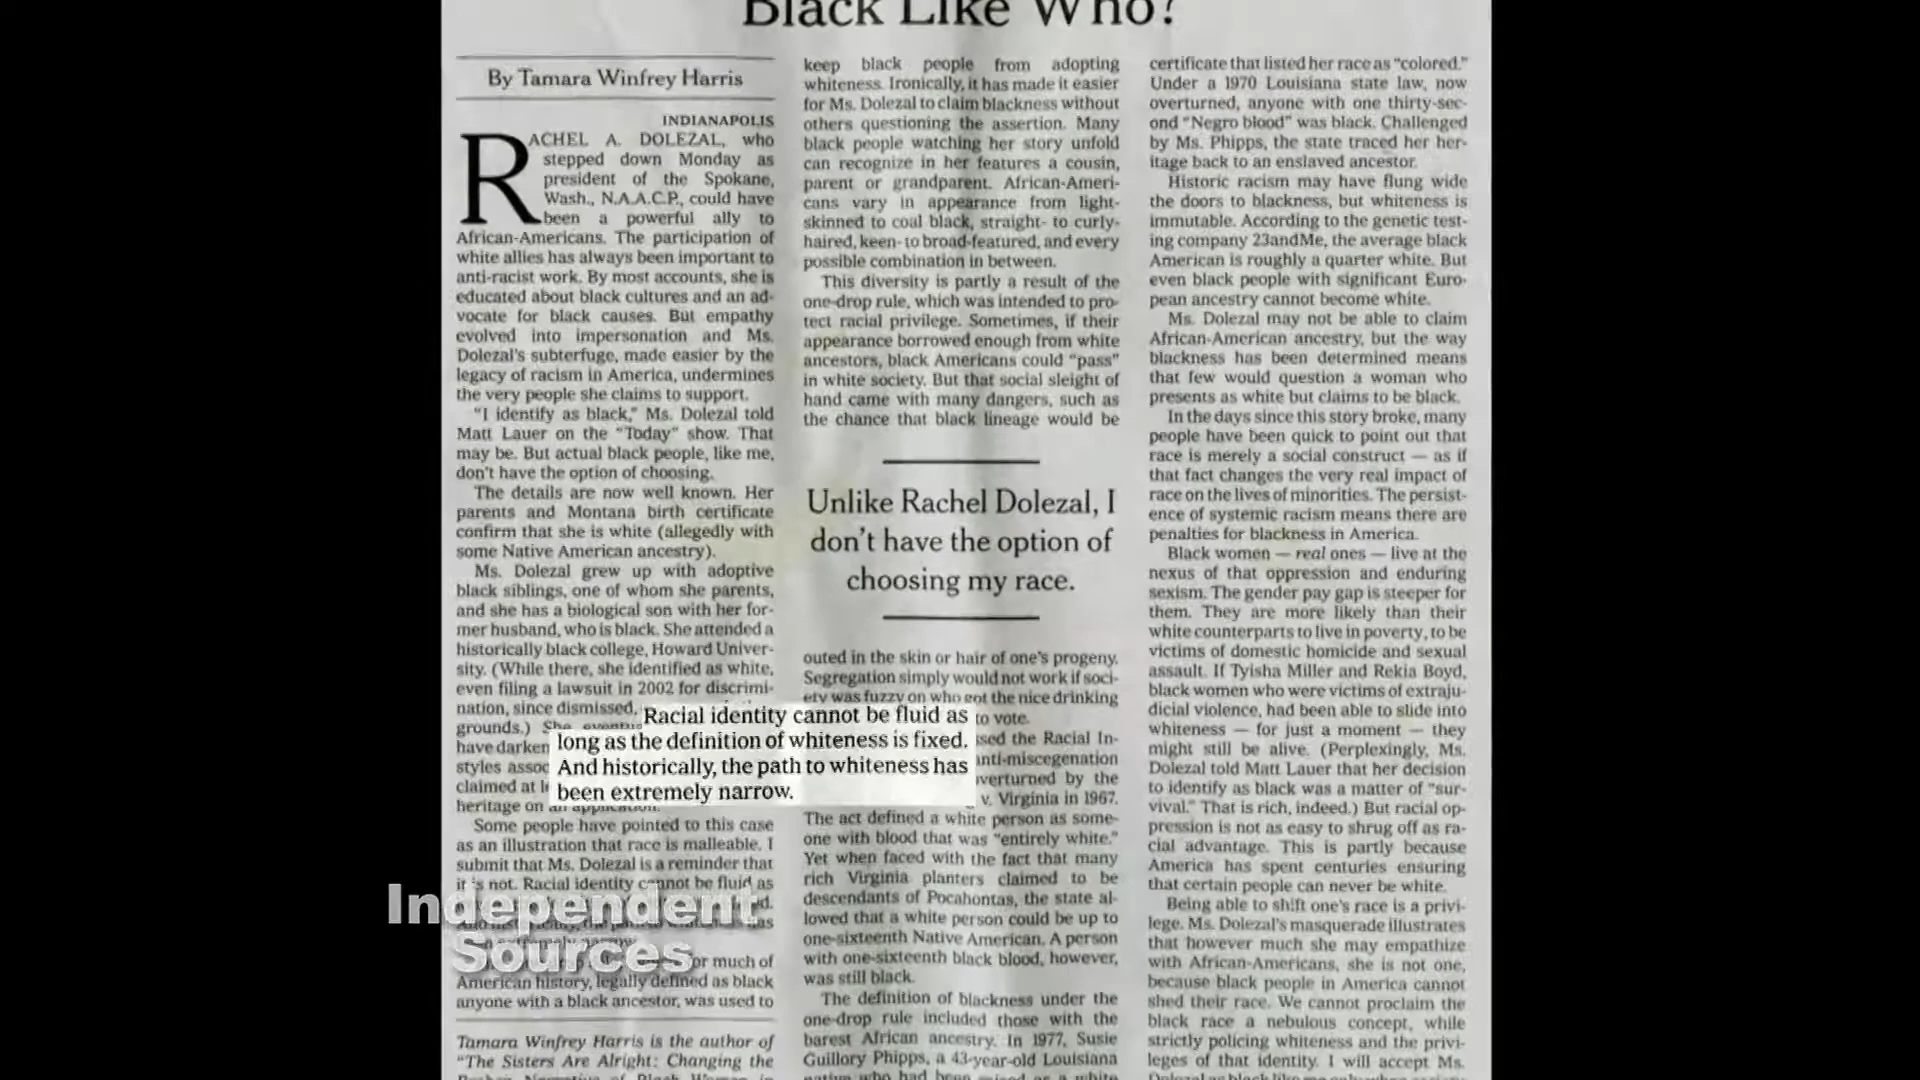 Black Like Who?
By Tamara Winfrey Harris
INDIANAPOLIS
RACHEL A. DOLEZAL, who
stepped down Monday as
president of the Spokane,
Wash., N.A.A.C.P., could have
been a powerful ally to
African-Americans. The participation of
white allies has always been important to
anti-racist work. By most accounts, she is
educated about black cultures and an ad-
vocate for black causes. But empathy
evolved into impersonation and Ms.
Dolezal's subterfuge, made easier by the
legacy of racism in America, undermines
the very people she claims to support.
"I identify as black," Ms. Dolezal told
Matt Lauer on the "Today" show. That
may be. But actual black people, like me,
don't have the option of choosing.
The details are now well known. Her
parents and Montana birth certificate
confirm that she is white (allegedly with
some Native American ancestry).
Ms. Dolezal grew up with adoptive
black siblings, one of whom she parents,
and she has a biological son with her for-
mer husband, who is black. She attended a
historically black college, Howard Univer-
sity. (While there, she identified as white,
even filing a lawsuit in 2002 for discrimi-
nation, since dismissed,
grounds.) She
have darken
styles assoc
claimed at l
heritage on an application.
Some people have pointed to this case
as an illustration that race is malleable. I
submit that Ms. Dolezal is a reminder that
it is not. Racial identity cannot be fluid as
or much of
American history, legally defined as black
anyone with a black ancestor, was used to
Tamara Winfrey Harris is the author of
"The Sisters Are Alright: Changing the
Racial identity cannot be fluid as
long as the definition of whiteness is fixed.
And historically, the path to whiteness has
been extremely narrow.
Independent
Sources
keep black people from adopting
whiteness. Ironically, it has made it easier
for Ms. Dolezal to claim blackness without
others questioning the assertion. Many
black people watching her story unfold
can recognize in her features a cousin,
parent or grandparent. African-Ameri-
cans vary in appearance from light-
skinned to coal black, straight- to curly-
haired, keen- to broad-featured, and every
possible combination in between.
This diversity is partly a result of the
one-drop rule, which was intended to pro-
tect racial privilege. Sometimes, if their
appearance borrowed enough from white
ancestors, black Americans could "pass"
in white society. But that social sleight of
hand came with many dangers, such as
the chance that black lineage would be
Unlike Rachel Dolezal, I
don't have the option of
choosing my race.
outed in the skin or hair of one's progeny.
Segregation simply would not work if soci-
ety was fuzzy on who got the nice drinking
to vote.
sed the Racial In-
nti-miscegenation
verturned by the
v. Virginia in 1967.
The act defined a white person as some-
one with blood that was "entirely white."
Yet when faced with the fact that many
rich Virginia planters claimed to be
descendants of Pocahontas, the state al-
lowed that a white person could be up to
one-sixteenth Native American. A person
with one-sixteenth black blood, however,
was still black.
The definition of blackness under the
one-drop rule included those with the
barest African ancestry. In 1977, Susie
Guillory Phipps, a 43-year-old Louisiana
certificate that listed her race as "colored."
Under a 1970 Louisiana state law, now
overturned, anyone with one thirty-sec-
ond "Negro blood" was black. Challenged
by Ms. Phipps, the state traced her her-
itage back to an enslaved ancestor.
Historic racism may have flung wide
the doors to blackness, but whiteness is
immutable. According to the genetic test-
ing company 23andMe, the average black
American is roughly a quarter white. But
even black people with significant Euro-
pean ancestry cannot become white.
Ms. Dolezal may not be able to claim
African-American ancestry, but the way
blackness has been determined means
that few would question a woman who
presents as white but claims to be black.
In the days since this story broke, many
people have been quick to point out that
race is merely a social construct — as if
that fact changes the very real impact of
race on the lives of minorities. The persist-
ence of systemic racism means there are
penalties for blackness in America.
Black women — real ones — live at the
nexus of that oppression and enduring
sexism. The gender pay gap is steeper for
them. They are more likely than their
white counterparts to live in poverty, to be
victims of domestic homicide and sexual
assault. If Tyisha Miller and Rekia Boyd,
black women who were victims of extraju-
dicial violence, had been able to slide into
whiteness — for just a moment — they
might still be alive. (Perplexingly, Ms.
Dolezal told Matt Lauer that her decision
to identify as black was a matter of "sur-
vival." That is rich, indeed.) But racial op-
pression is not as easy to shrug off as ra-
cial advantage. This is partly because
America has spent centuries ensuring
that certain people can never be white.
Being able to shift one's race is a privi-
lege. Ms. Dolezal's masquerade illustrates
that however much she may empathize
with African-Americans, she is not one,
because black people in America cannot
shed their race. We cannot proclaim the
black race a nebulous concept, while
strictly policing whiteness and the privi-
leges of that identity. I will accept Ms.